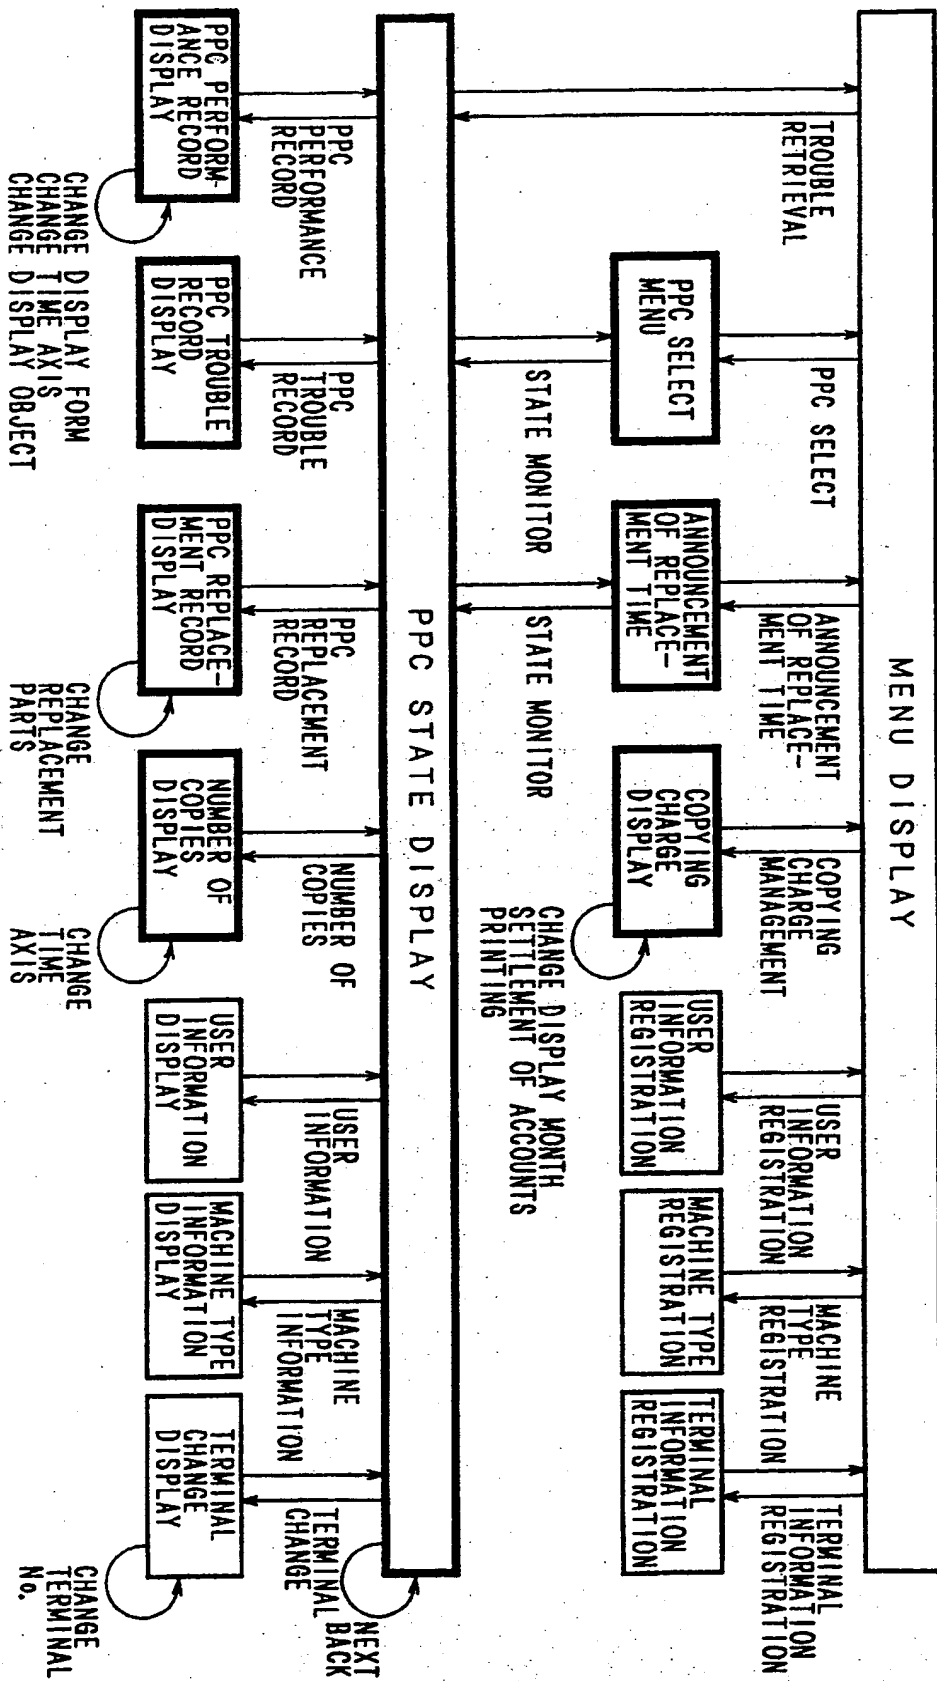 MENU DISPLAY
TROUBLE
RETRIEVAL
PPC SELECT
ANNOUNCEMENT
OF REPLACE-
MENT TIME
COPYING
CHARGE
MANAGEMENT
USER
INFORMATION
REGISTRATION
MACHINE
TYPE
REGISTRATION
TERMINAL
INFORMATION
REGISTRATION
PPC SELECT
MENU
ANNOUNCEMENT
OF REPLACE-
MENT TIME
COPYING
CHARGE
DISPLAY
USER
INFORMATION
REGISTRATION
MACHINE TYPE
REGISTRATION
TERMINAL
INFORMATION
REGISTRATION
STATE MONITOR
STATE MONITOR
CHANGE DISPLAY MONTH
SETTLEMENT OF ACCOUNTS
PRINTING
PPC STATE DISPLAY
NEXT
BACK
PPC
PERFORMANCE
RECORD
PPC
TROUBLE
RECORD
PPC
REPLACEMENT
RECORD
NUMBER OF
COPIES
USER
INFORMATION
MACHINE
TYPE
INFORMATION
TERMINAL
CHANGE
PPC PERFORM-
ANCE RECORD
DISPLAY
PPC TROUBLE
RECORD
DISPLAY
PPC REPLACE-
MENT RECORD
DISPLAY
NUMBER OF
COPIES
DISPLAY
USER
INFORMATION
DISPLAY
MACHINE TYPE
INFORMATION
DISPLAY
TERMINAL
CHANGE
DISPLAY
CHANGE DISPLAY FORM
CHANGE TIME AXIS
CHANGE DISPLAY OBJECT
CHANGE
REPLACEMENT
PARTS
CHANGE
TIME
AXIS
CHANGE
TERMINAL
No.